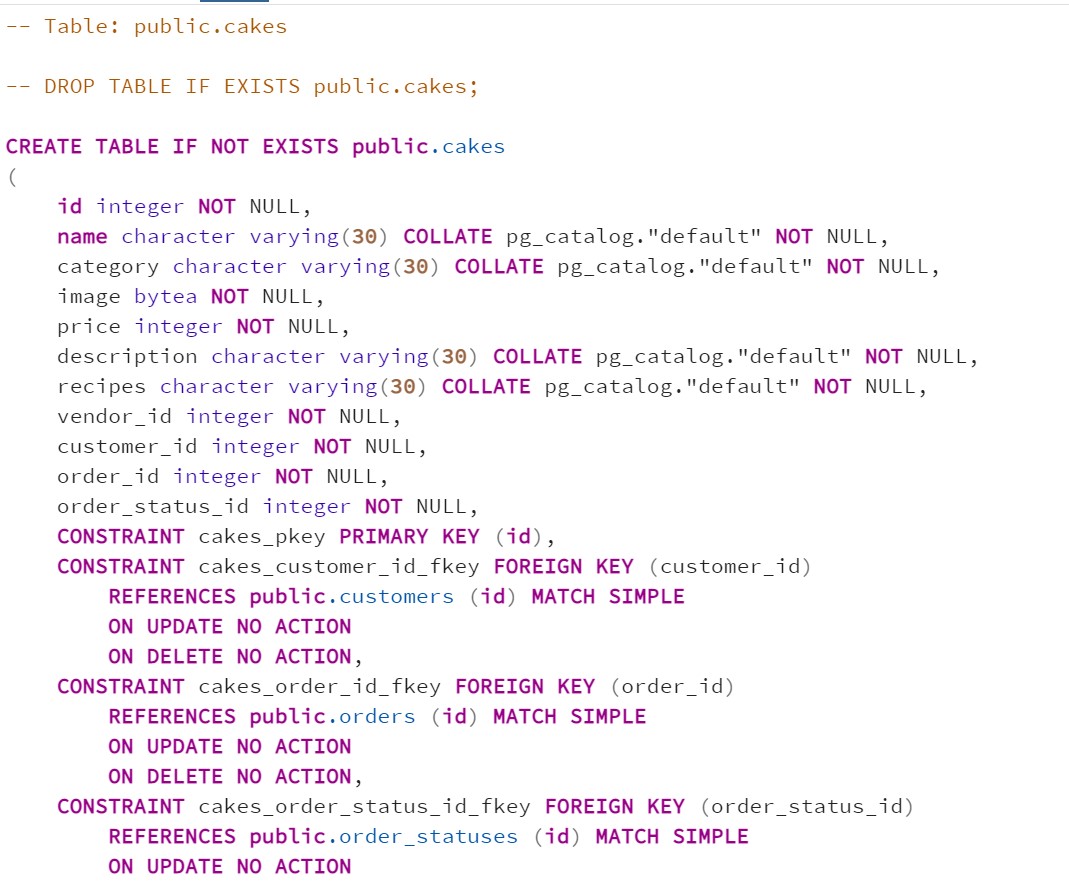 -- Table: public.cakes
-- DROP TABLE IF EXISTS public.cakes;
CREATE TABLE IF NOT EXISTS public.cakes
(
id integer NOT NULL,
name character varying(30) COLLATE pg_catalog."default" NOT NULL,
category character varying(30) COLLATE pg_catalog."default" NOT NULL,
image bytea NOT NULL,
price integer NOT NULL,
description character varying(30) COLLATE pg_catalog."default" NOT NULL,
recipes character varying(30) COLLATE pg_catalog."default" NOT NULL,
vendor_id integer NOT NULL,
customer_id integer NOT NULL,
order_id integer NOT NULL,
order_status_id integer NOT NULL,
CONSTRAINT cakes_pkey PRIMARY KEY (id),
CONSTRAINT cakes_customer_id_fkey FOREIGN KEY (customer_id)
REFERENCES public.customers (id) MATCH SIMPLE
ON UPDATE NO ACTION
ON DELETE NO ACTION,
CONSTRAINT cakes_order_id_fkey FOREIGN KEY (order_id)
REFERENCES public.orders (id) MATCH SIMPLE
ON UPDATE NO ACTION
ON DELETE NO ACTION,
CONSTRAINT cakes_order_status_id_fkey FOREIGN KEY (order_status_id)
REFERENCES public.order_statuses (id) MATCH SIMPLE
ON UPDATE NO ACTION